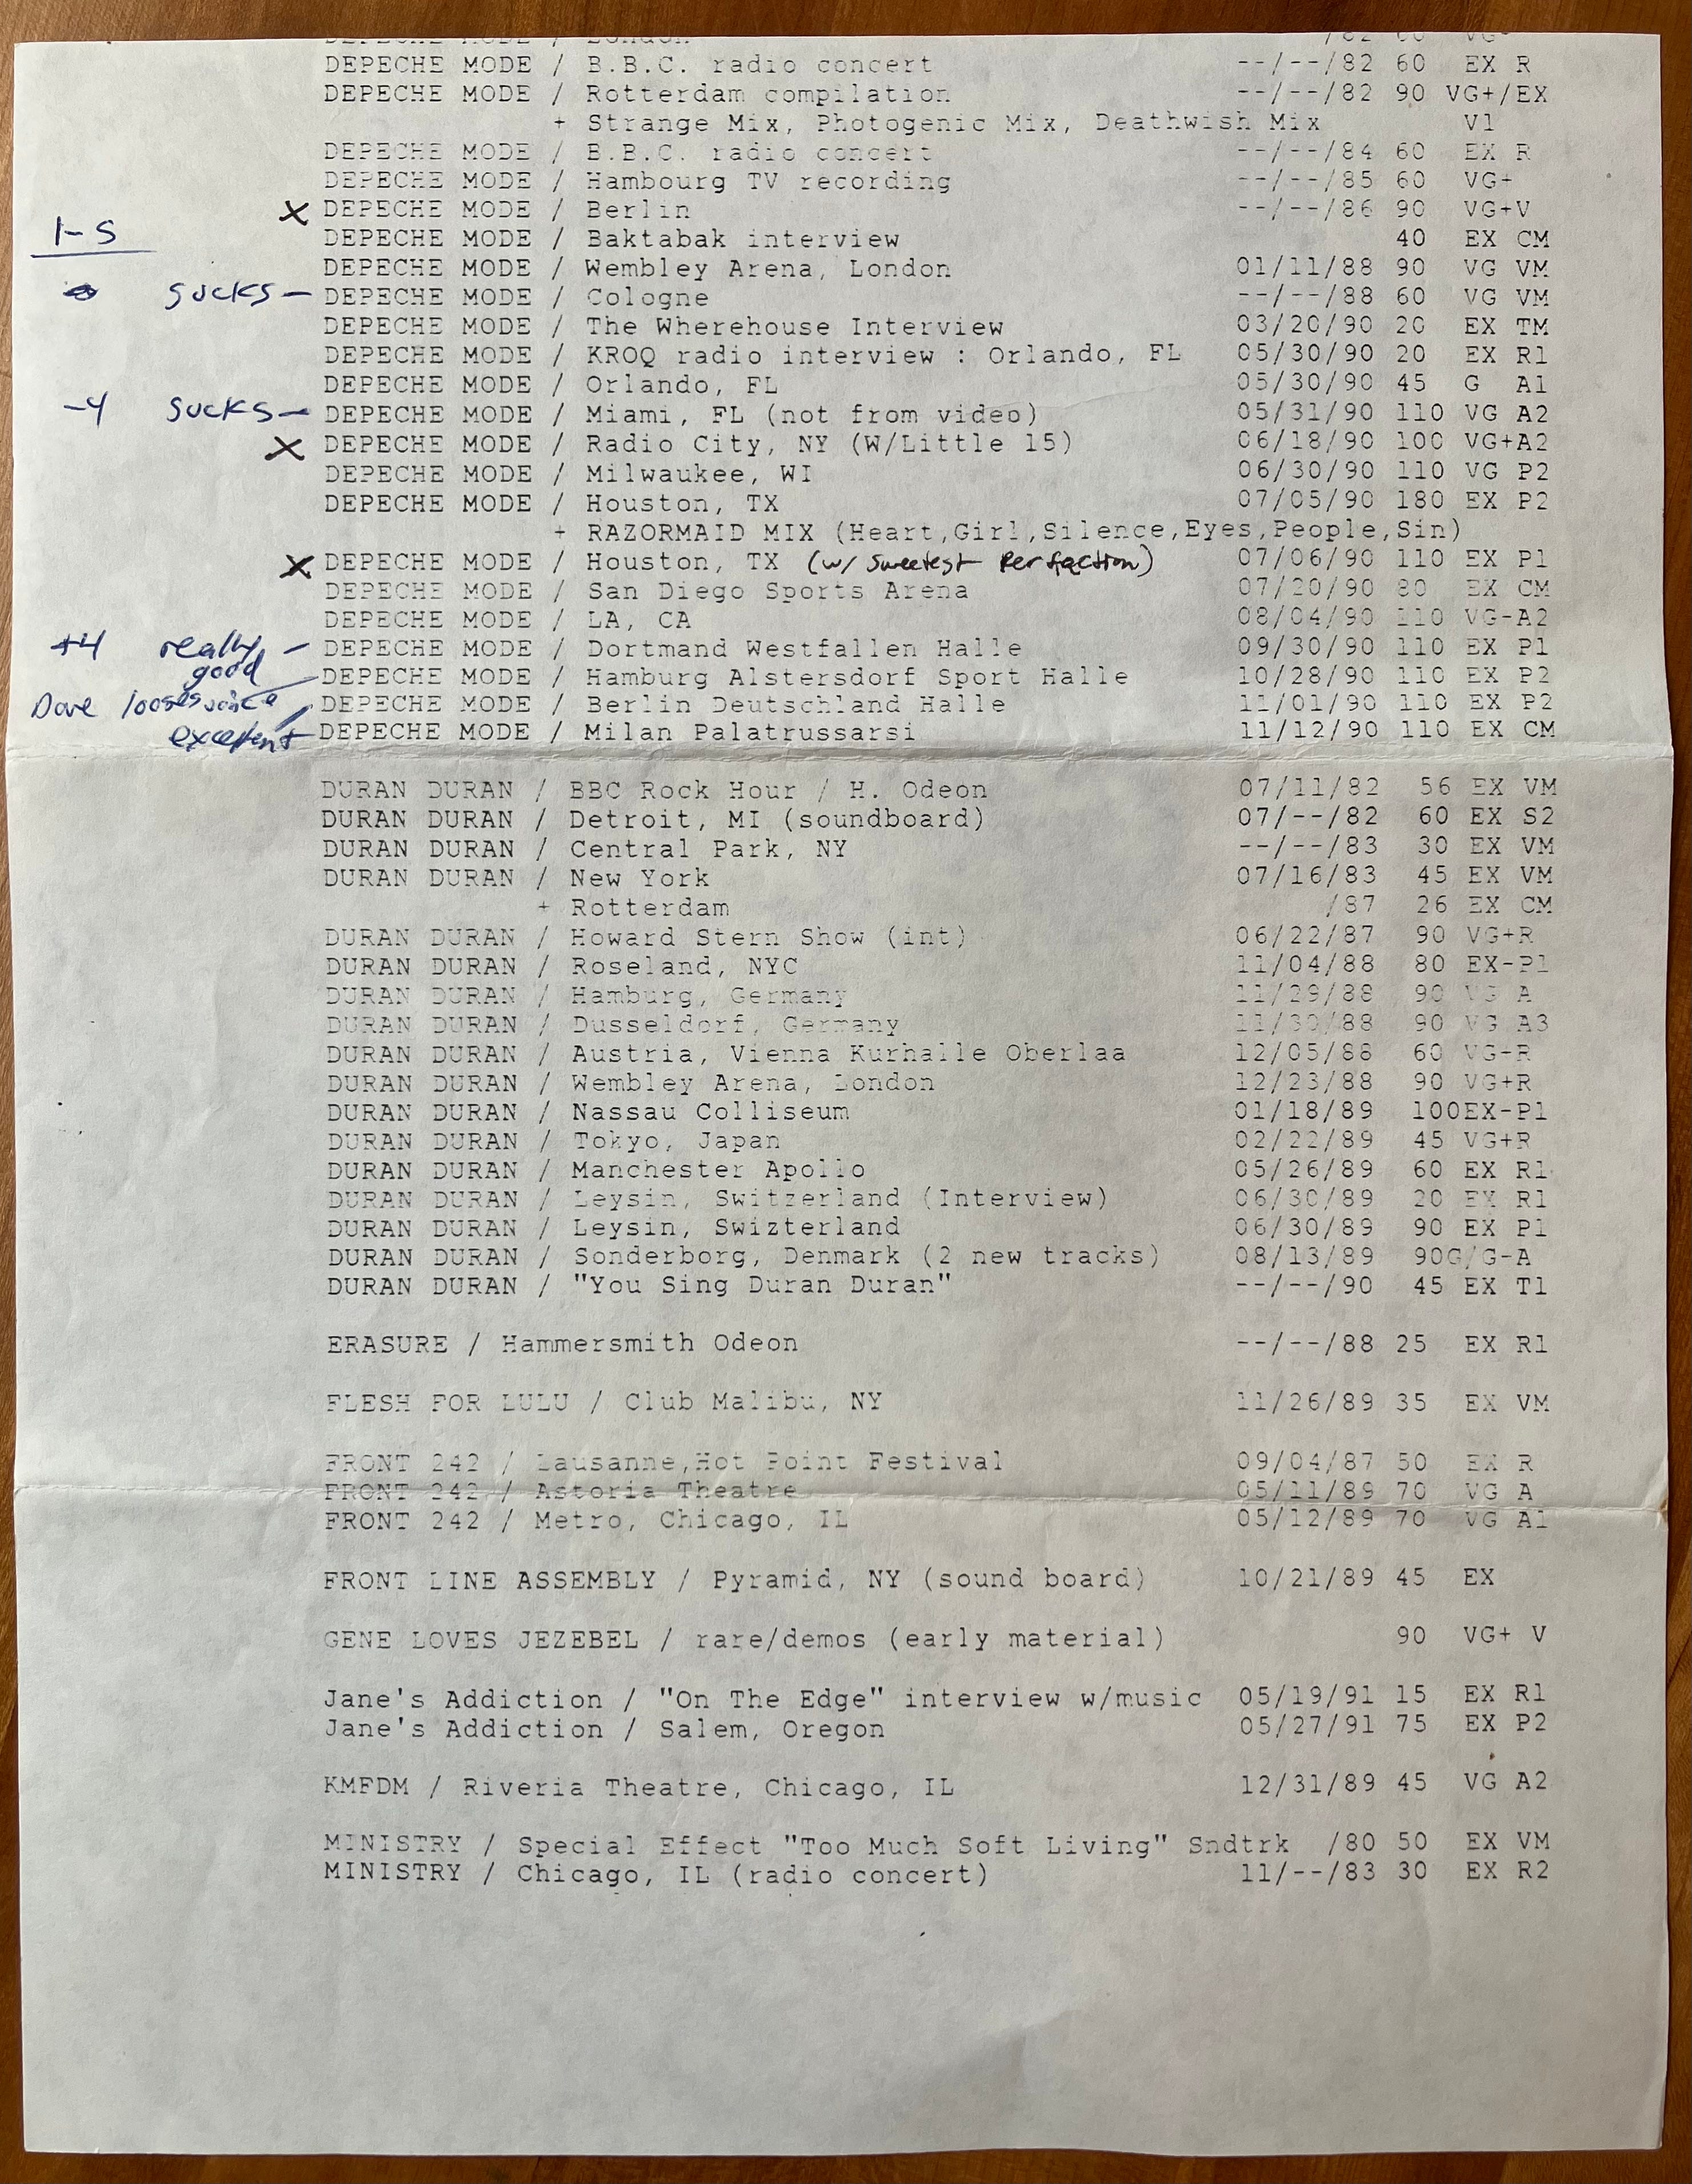 DEPECHE MODE / London /82 60 VG-
DEPECHE MODE / B.B.C. radio concert --/--/82 60 EX R
DEPECHE MODE / Rotterdam compilation --/--/82 90 VG+/EX
+ Strange Mix, Photogenic Mix, Deathwish Mix V1
DEPECHE MODE / B.B.C. radio concert --/--/84 60 EX R
DEPECHE MODE / Hambourg TV recording --/--/85 60 VG+
X DEPECHE MODE / Berlin --/--/86 90 VG+V
1-5
DEPECHE MODE / Baktabak interview 40 EX CM
DEPECHE MODE / Wembley Arena, London 01/11/88 90 VG VM
sucks - DEPECHE MODE / Cologne --/--/88 60 VG VM
DEPECHE MODE / The Wherehouse Interview 03/20/90 20 EX TM
DEPECHE MODE / KROQ radio interview : Orlando, FL 05/30/90 20 EX R1
DEPECHE MODE / Orlando, FL 05/30/90 45 G A1
-4 sucks - DEPECHE MODE / Miami, FL (not from video) 05/31/90 110 VG A2
X DEPECHE MODE / Radio City, NY (W/Little 15) 06/18/90 100 VG+A2
DEPECHE MODE / Milwaukee, WI 06/30/90 110 VG P2
DEPECHE MODE / Houston, TX 07/05/90 180 EX P2
+ RAZORMAID MIX (Heart,Girl,Silence,Eyes,People,Sin)
X DEPECHE MODE / Houston, TX (w/ Sweetest Perfection) 07/06/90 110 EX P1
DEPECHE MODE / San Diego Sports Arena 07/20/90 80 EX CM
DEPECHE MODE / LA, CA 08/04/90 110 VG-A2
+4 really good - DEPECHE MODE / Dortmand Westfallen Halle 09/30/90 110 EX P1
Dave looses voice DEPECHE MODE / Hamburg Alstersdorf Sport Halle 10/28/90 110 EX P2
DEPECHE MODE / Berlin Deutschland Halle 11/01/90 110 EX P2
excellent DEPECHE MODE / Milan Palatrussarsi 11/12/90 110 EX CM
DURAN DURAN / BBC Rock Hour / H. Odeon 07/11/82 56 EX VM
DURAN DURAN / Detroit, MI (soundboard) 07/--/82 60 EX S2
DURAN DURAN / Central Park, NY --/--/83 30 EX VM
DURAN DURAN / New York 07/16/83 45 EX VM
+ Rotterdam /87 26 EX CM
DURAN DURAN / Howard Stern Show (int) 06/22/87 90 VG+R
DURAN DURAN / Roseland, NYC 11/04/88 80 EX-P1
DURAN DURAN / Hamburg, Germany 11/29/88 90 VG A
DURAN DURAN / Dusseldorf, Germany 11/30/88 90 VG A3
DURAN DURAN / Austria, Vienna Kurhalle Oberlaa 12/05/88 60 VG-R
DURAN DURAN / Wembley Arena, London 12/23/88 90 VG+R
DURAN DURAN / Nassau Colliseum 01/18/89 100EX-P1
DURAN DURAN / Tokyo, Japan 02/22/89 45 VG+R
DURAN DURAN / Manchester Apollo 05/26/89 60 EX R1
DURAN DURAN / Leysin, Switzerland (Interview) 06/30/89 20 EX R1
DURAN DURAN / Leysin, Swizterland 06/30/89 90 EX P1
DURAN DURAN / Sonderborg, Denmark (2 new tracks) 08/13/89 90G/G-A
DURAN DURAN / "You Sing Duran Duran" --/--/90 45 EX T1
ERASURE / Hammersmith Odeon --/--/88 25 EX R1
FLESH FOR LULU / Club Malibu, NY 11/26/89 35 EX VM
FRONT 242 / Lausanne,Hot Point Festival 09/04/87 50 EX R
FRONT 242 / Astoria Theatre 05/11/89 70 VG A
FRONT 242 / Metro, Chicago, IL 05/12/89 70 VG A1
FRONT LINE ASSEMBLY / Pyramid, NY (sound board) 10/21/89 45 EX
GENE LOVES JEZEBEL / rare/demos (early material) 90 VG+ V
Jane's Addiction / "On The Edge" interview w/music 05/19/91 15 EX R1
Jane's Addiction / Salem, Oregon 05/27/91 75 EX P2
KMFDM / Riveria Theatre, Chicago, IL 12/31/89 45 VG A2
MINISTRY / Special Effect "Too Much Soft Living" Sndtrk /80 50 EX VM
MINISTRY / Chicago, IL (radio concert) 11/--/83 30 EX R2